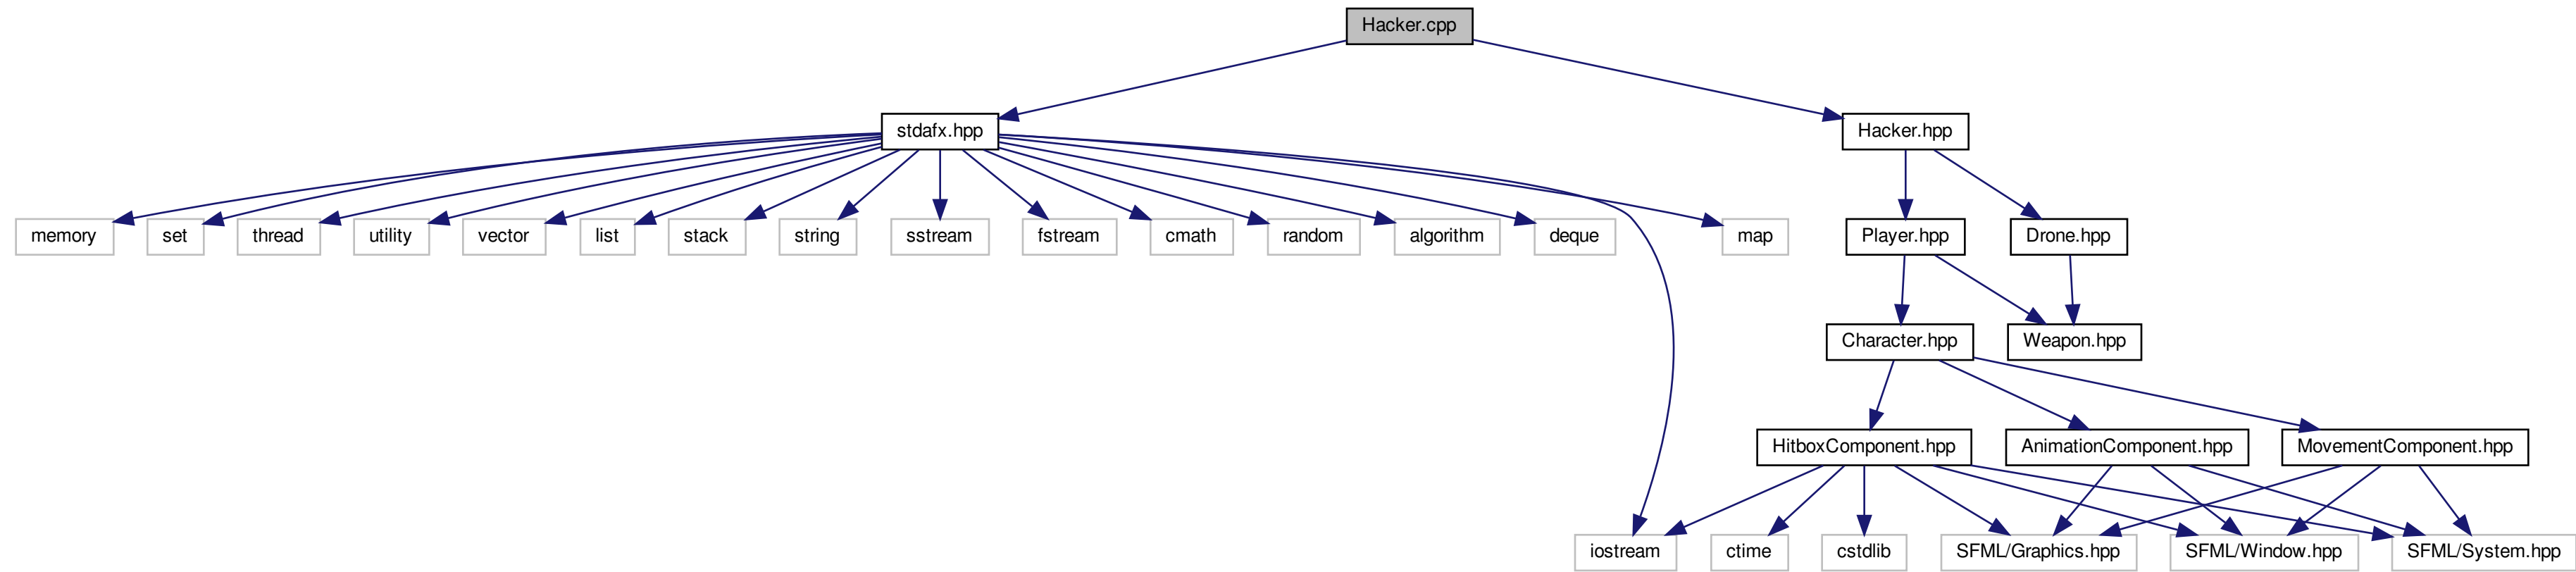 Hacker.cpp
stdafx.hpp
Hacker.hpp
memory
set
thread
utility
vector
list
stack
string
sstream
fstream
cmath
random
algorithm
deque
map
Player.hpp
Drone.hpp
Character.hpp
Weapon.hpp
HitboxComponent.hpp
AnimationComponent.hpp
MovementComponent.hpp
iostream
ctime
cstdlib
SFML/Graphics.hpp
SFML/Window.hpp
SFML/System.hpp